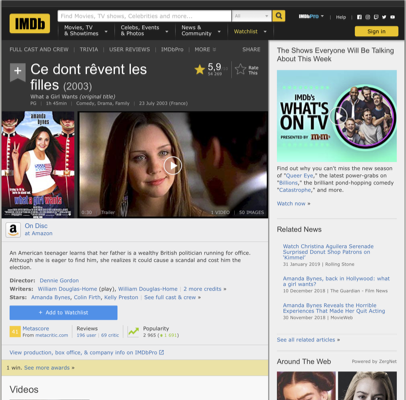 IMDb
Find Movies, TV shows, Celebrities and more...
All
Movies, TV & Showtimes
Celebs, Events & Photos
News & Community
Watchlist
IMDbPro
Help
Sign in
FULL CAST AND CREW | TRIVIA | USER REVIEWS | IMDbPro | MORE
SHARE
Ce dont rêvent les filles (2003)
What a Girl Wants (original title)
PG | 1h 45min | Comedy, Drama, Family | 23 July 2003 (France)
5,9
Rate This
Amanda Bynes
what a girl wants
0:30 | Trailer
1 VIDEO | 50 IMAGES
On Disc
at Amazon
An American teenager learns that her father is a wealthy British politician running for office.
Although she is eager to find him, she realizes it could cause a scandal and cost him the
election.
Director: Dennie Gordon
Writers: William Douglas-Home (play), William Douglas-Home | 2 more credits »
Stars: Amanda Bynes, Colin Firth, Kelly Preston | See full cast & crew »
+ Add to Watchlist
Metascore
From metacritic.com
Reviews
196 user | 69 critic
Popularity
View production, box office, & company info on IMDbPro
1 win. See more awards »
Videos
The Shows Everyone Will Be Talking
About This Week
IMDb's
WHAT'S
ON TV
PRESENTED BY M&M's
Find out why you can't miss the new season
of "Queer Eye," the latest power-grabs on
"Billions," the brilliant pond-hopping comedy
"Catastrophe," and more.
Watch now »
Related News
Watch Christina Aguilera Serenade
Surprised Donut Shop Patrons on
'Kimmel'
31 January 2019 | Rolling Stone
Amanda Bynes, back in Hollywood: what
a girl wants?
10 December 2018 | The Guardian - Film News
Amanda Bynes Reveals the Horrible
Experiences That Made Her Quit Acting
30 November 2018 | MovieWeb
See all related articles »
Around The Web
Powered by ZergNet